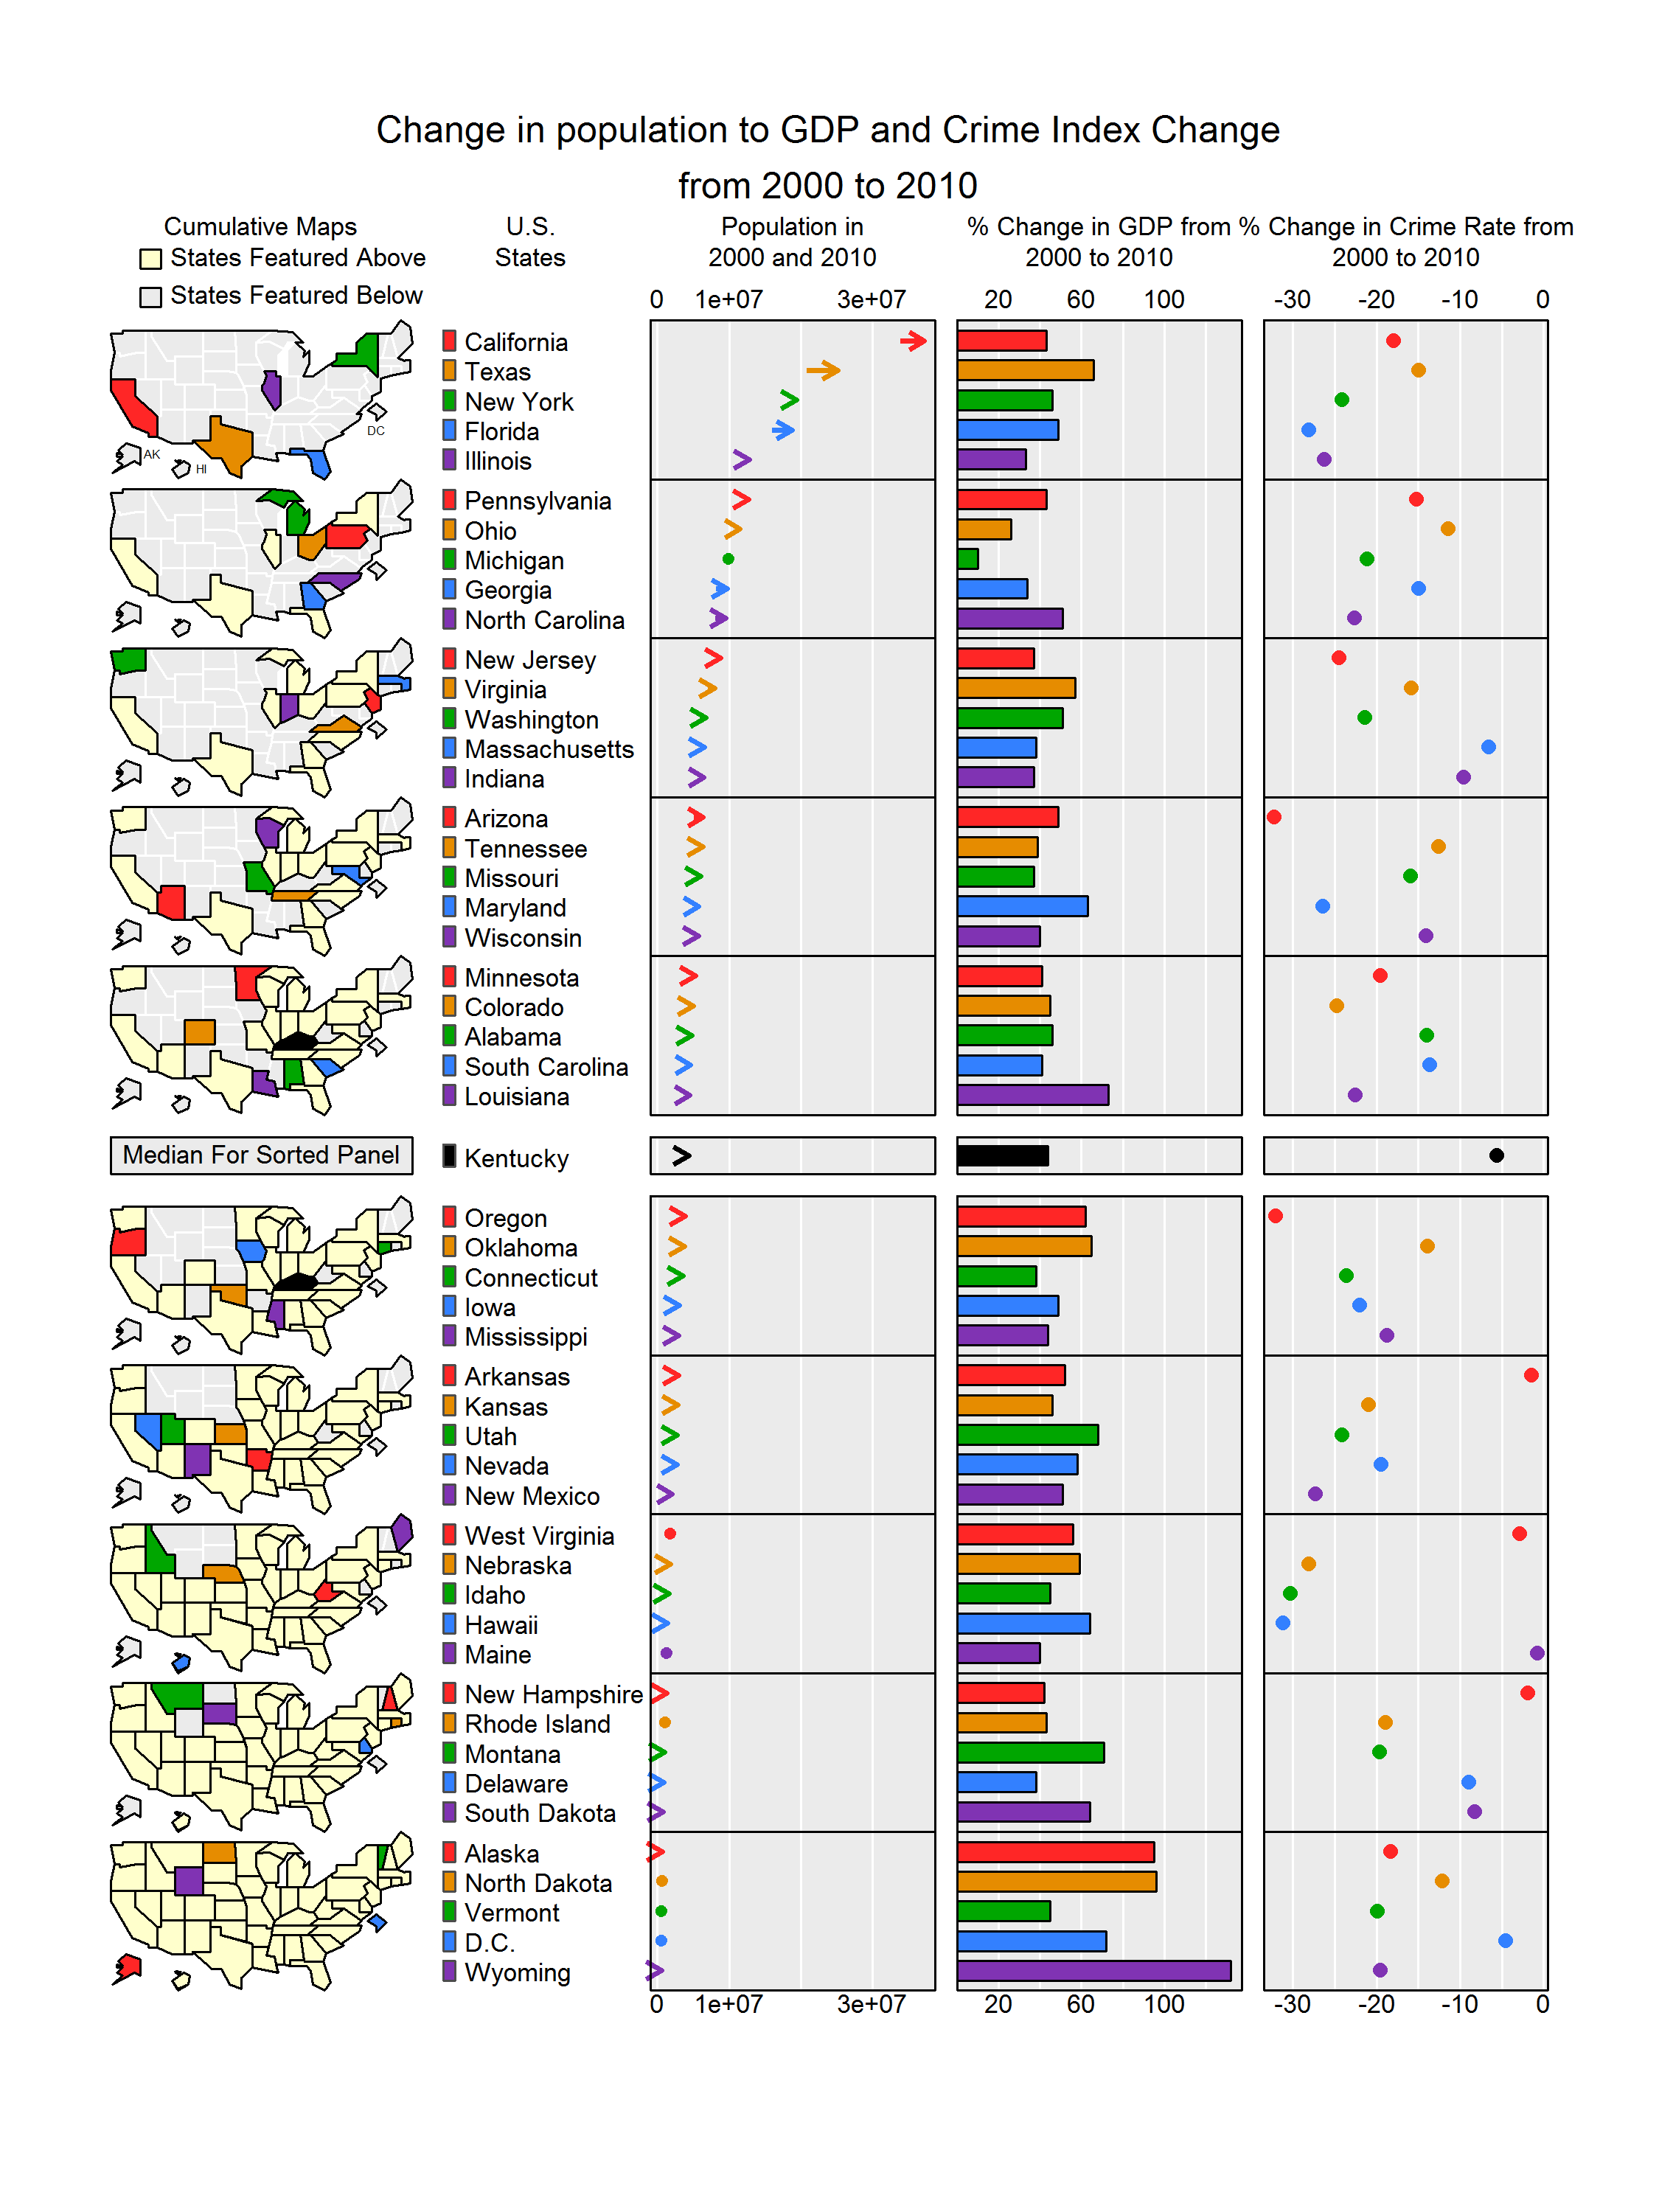 Change in population to GDP and Crime Index Change
from 2000 to 2010
Cumulative Maps
States Featured Above
States Featured Below
U.S.
States
Population in
2000 and 2010
% Change in GDP from
2000 to 2010
% Change in Crime Rate from
2000 to 2010
0 1e+07 3e+07
20 60 100
-30 -20 -10 0
AK
HI
DC
California
Texas
New York
Florida
Illinois
Pennsylvania
Ohio
Michigan
Georgia
North Carolina
New Jersey
Virginia
Washington
Massachusetts
Indiana
Arizona
Tennessee
Missouri
Maryland
Wisconsin
Minnesota
Colorado
Alabama
South Carolina
Louisiana
Median For Sorted Panel
Kentucky
Oregon
Oklahoma
Connecticut
Iowa
Mississippi
Arkansas
Kansas
Utah
Nevada
New Mexico
West Virginia
Nebraska
Idaho
Hawaii
Maine
New Hampshire
Rhode Island
Montana
Delaware
South Dakota
Alaska
North Dakota
Vermont
D.C.
Wyoming
0 1e+07 3e+07
20 60 100
-30 -20 -10 0